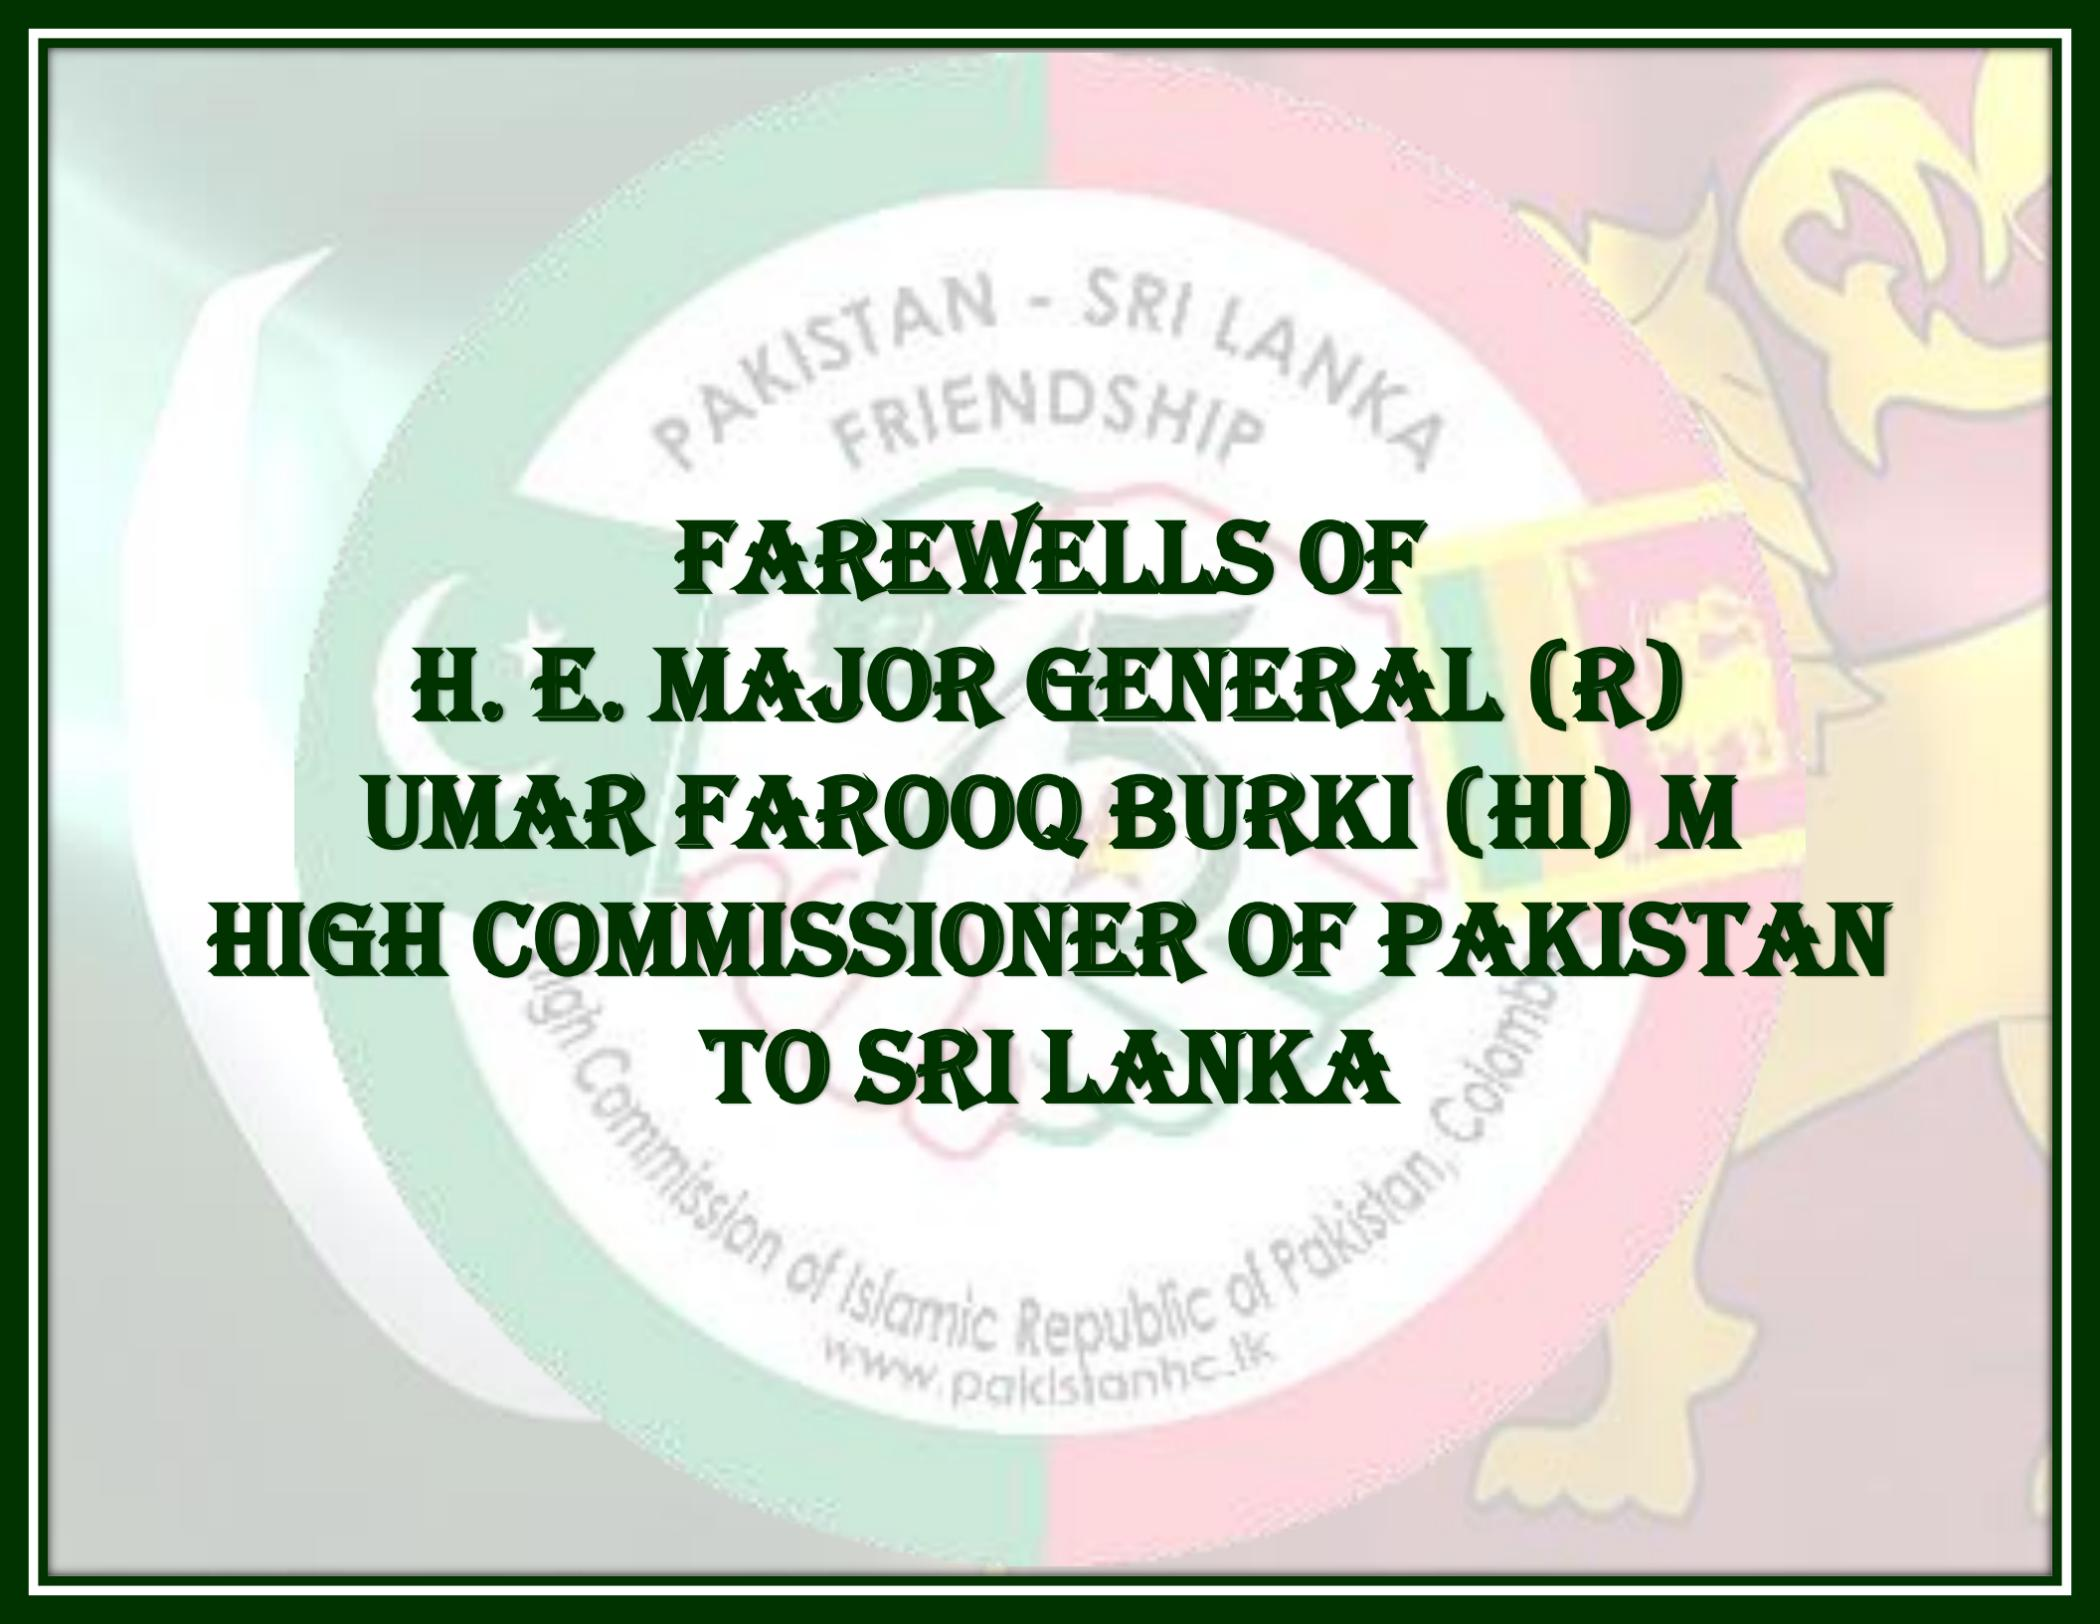 PAKISTAN - SRI LANKA
FRIENDSHIP
75
FAREWELLS OF
H. E. MAJOR GENERAL (R)
UMAR FAROOQ BURKI (HI) M
HIGH COMMISSIONER OF PAKISTAN
TO SRI LANKA
High Commission of Islamic Republic of Pakistan, Colombo
www.pakistanhc.lk